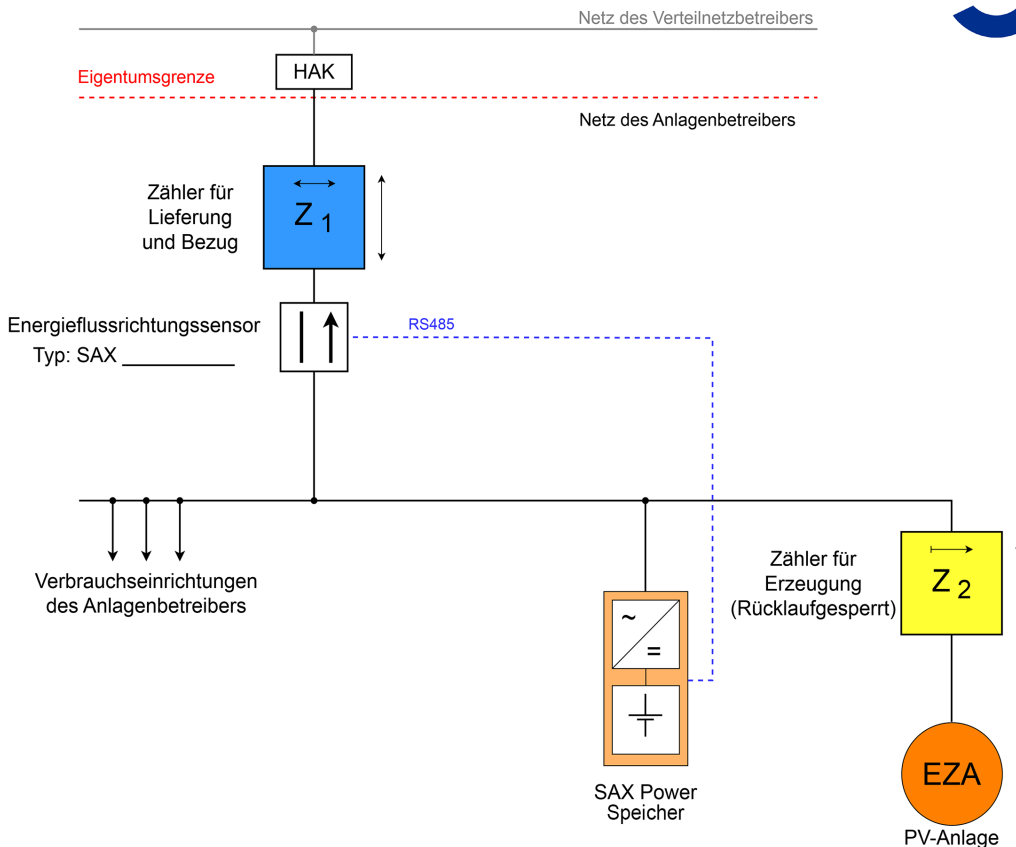 Netz des Verteilnetzbetreibers
HAK
Eigentumsgrenze
Netz des Anlagenbetreibers
Zähler für
Lieferung
und Bezug
Z 1
Energieflussrichtungssensor
Typ: SAX ___________
RS485
Verbrauchseinrichtungen
des Anlagenbetreibers
Zähler für
Erzeugung
(Rücklaufgesperrt)
Z 2
~
=
SAX Power
Speicher
EZA
PV-Anlage